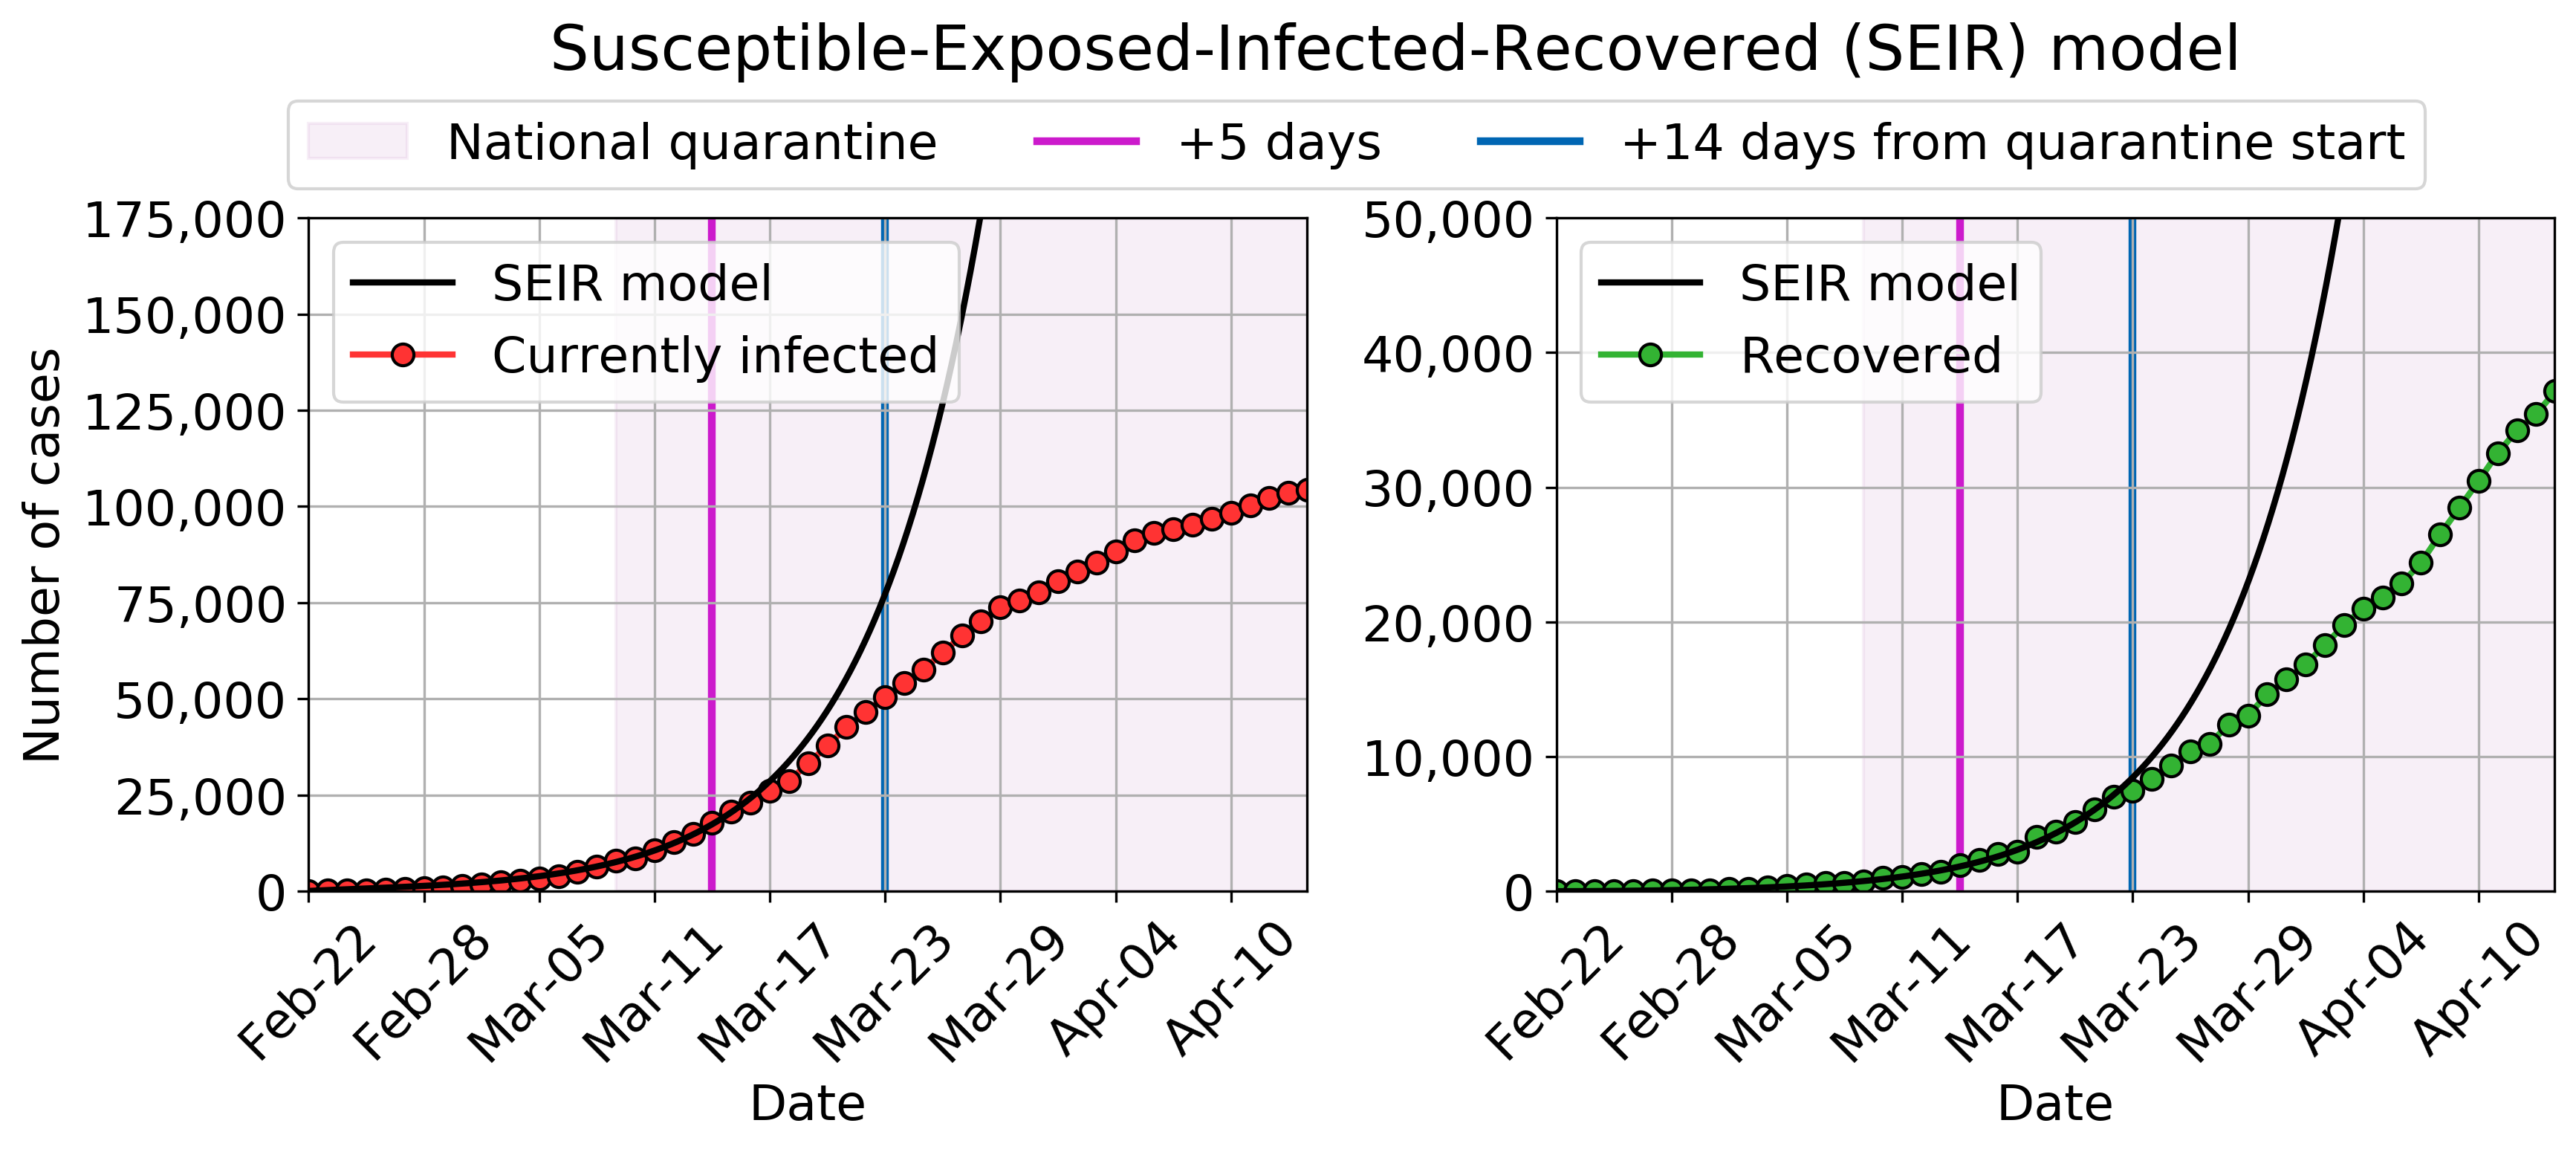 Susceptible-Exposed-Infected-Recovered (SEIR) model
National quarantine +5 days +14 days from quarantine start
175,000
150,000
125,000
100,000
75,000
50,000
25,000
0
Number of cases
SEIR model
Currently infected
Feb-22 Feb-28 Mar-05 Mar-11 Mar-17 Mar-23 Mar-29 Apr-04 Apr-10
Date
50,000
40,000
30,000
20,000
10,000
0
SEIR model
Recovered
Feb-22 Feb-28 Mar-05 Mar-11 Mar-17 Mar-23 Mar-29 Apr-04 Apr-10
Date